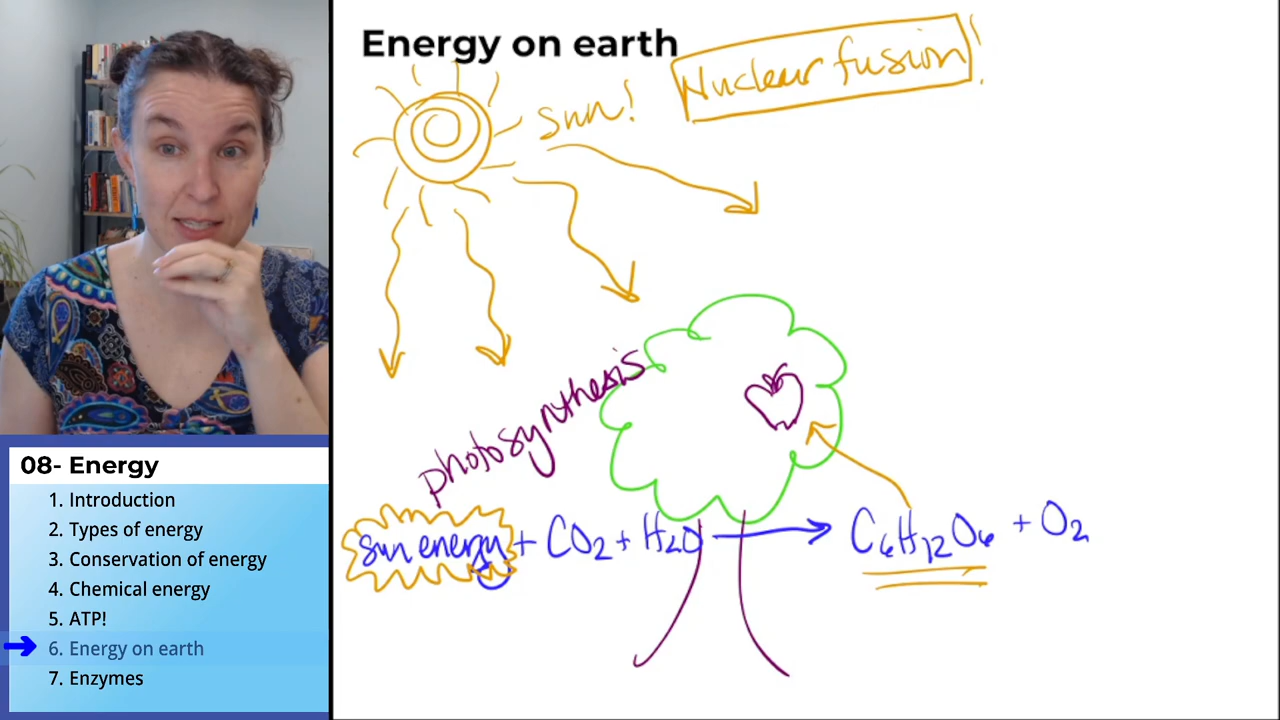 Energy on earth
Nuclear fusion!
sun!
photosynthesis
sun energy + CO2 + H2O → C6H12O6 + O2
08- Energy
1. Introduction
2. Types of energy
3. Conservation of energy
4. Chemical energy
5. ATP!
6. Energy on earth
7. Enzymes